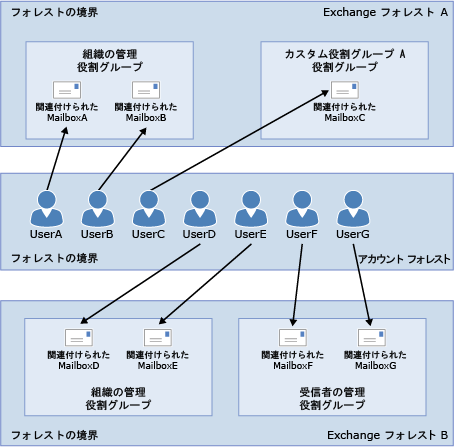 フォレストの境界
Exchange フォレスト A
組織の管理
役割グループ
関連付けられた
MailboxA
関連付けられた
MailboxB
カスタム役割グループ A
役割グループ
関連付けられた
MailboxC
UserA
UserB
UserC
UserD
UserE
UserF
UserG
フォレストの境界
アカウント フォレスト
関連付けられた
MailboxD
関連付けられた
MailboxE
組織の管理
役割グループ
関連付けられた
MailboxF
関連付けられた
MailboxG
受信者の管理
役割グループ
フォレストの境界
Exchange フォレスト B